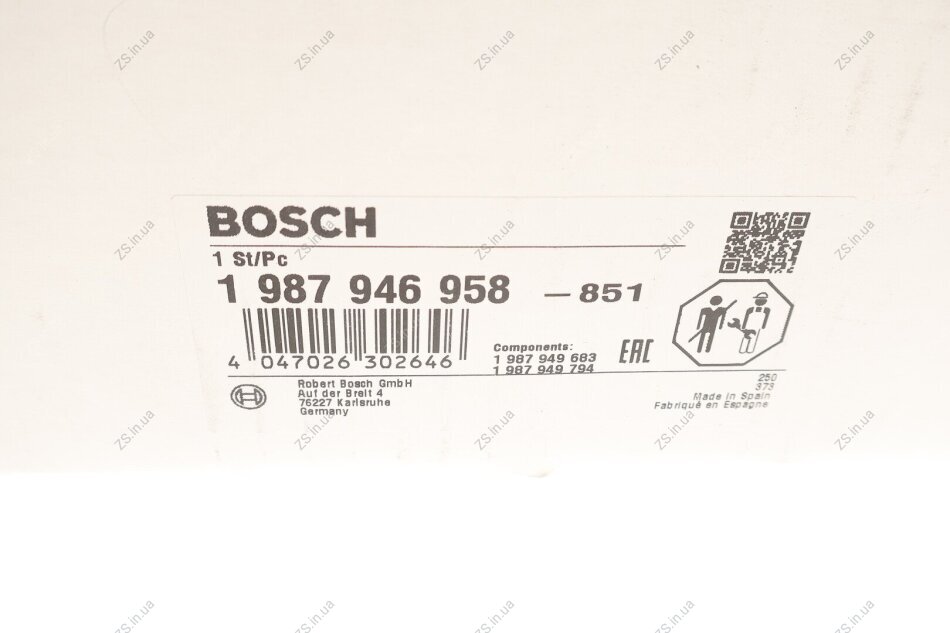 BOSCH
1 St/Pc
1 987 946 958 – 851
4 047026 302646
Components:
1 987 949 683
1 987 949 794
EAC
Robert Bosch GmbH
Auf der Breit 4
76227 Karlsruhe
Germany
250
373
Made in Spain
Fabriqué en Espagne
ZS.in.ua